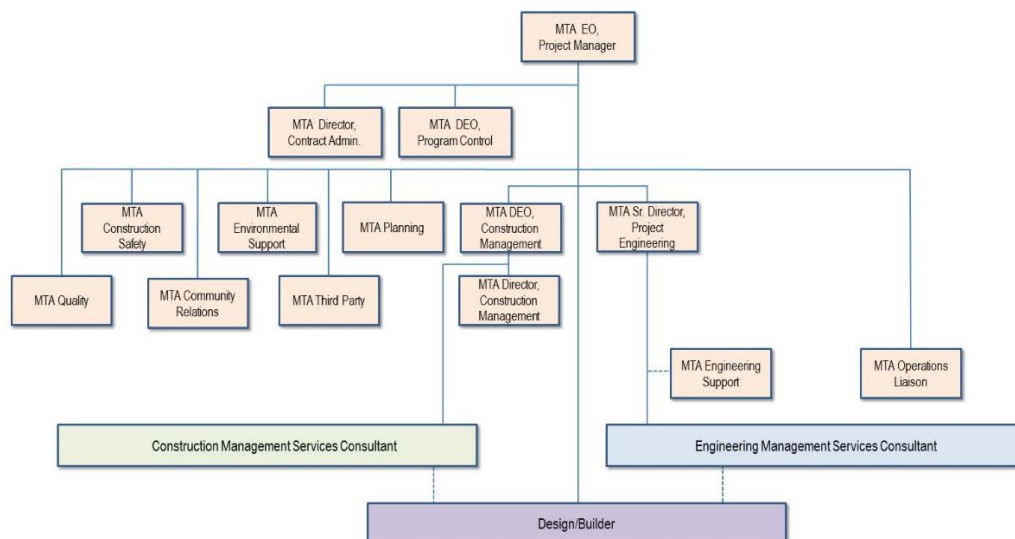 MTA EO,
Project Manager
MTA Director,
Contract Admin.
MTA DEO,
Program Control
MTA
Construction
Safety
MTA
Environmental
Support
MTA Planning
MTA DEO,
Construction
Management
MTA Sr. Director,
Project
Engineering
MTA Quality
MTA Community
Relations
MTA Third Party
MTA Director,
Construction
Management
MTA Engineering
Support
MTA Operations
Liaison
Construction Management Services Consultant
Engineering Management Services Consultant
Design/Builder